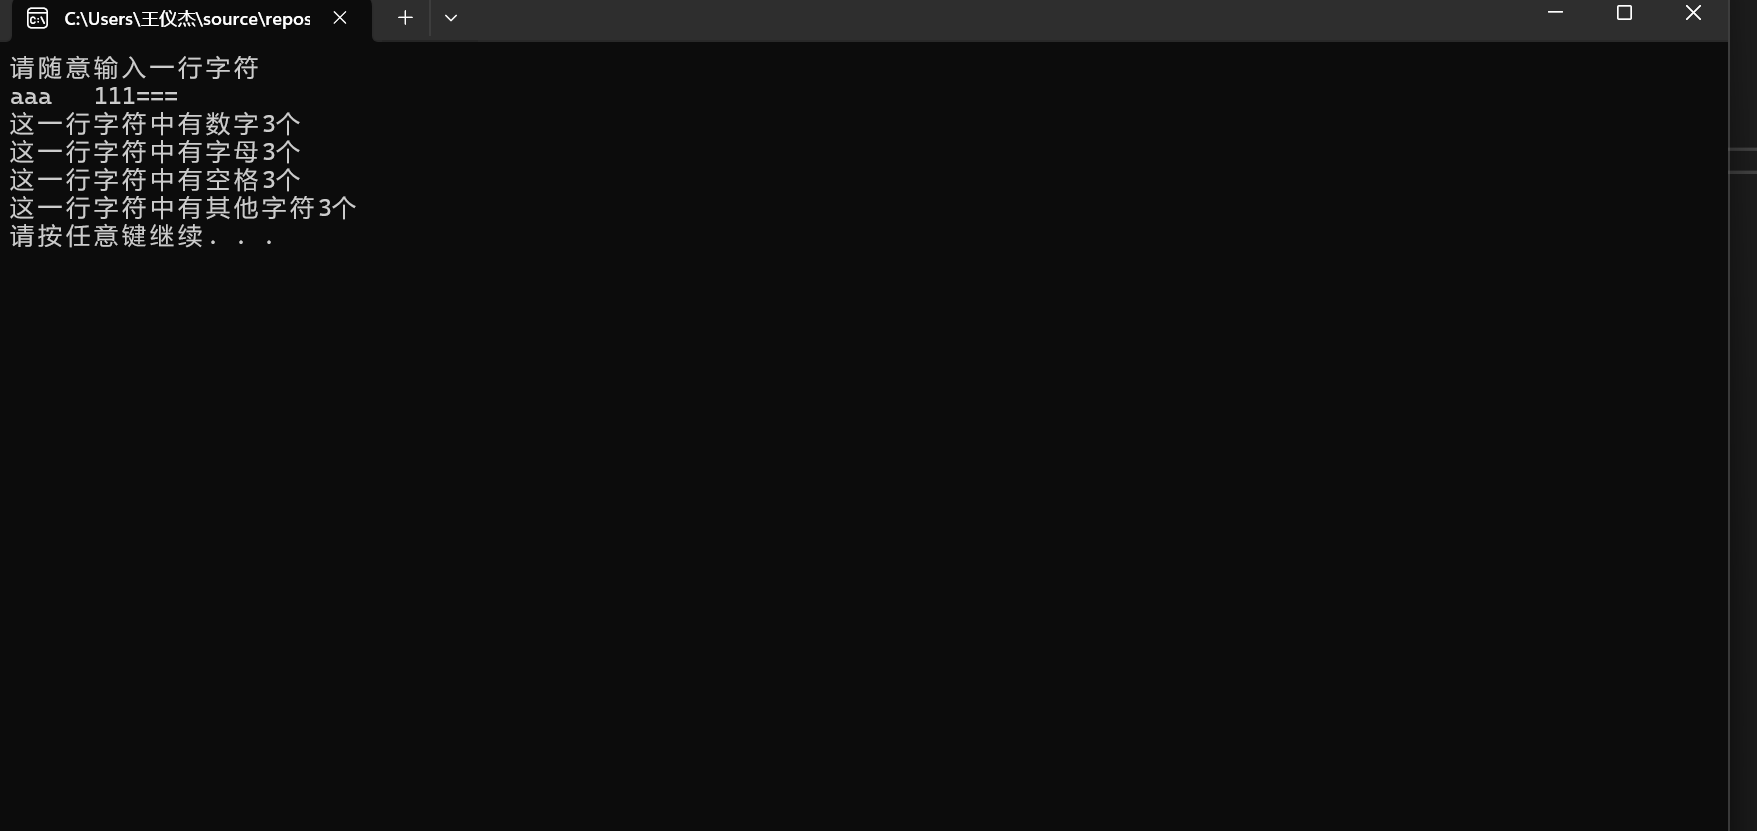 C:\Users\王仪杰\source\repos
请随意输入一行字符
aaa   111===
这一行字符中有数字3个
这一行字符中有字母3个
这一行字符中有空格3个
这一行字符中有其他字符3个
请按任意键继续. . .